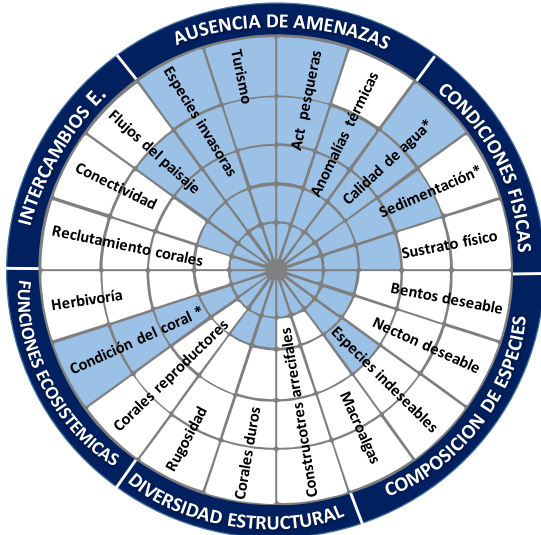 AUSENCIA DE AMENAZAS
Especies invasoras
Turismo
Act pesqueras
Anomalías térmicas
CONDICIONES FISICAS
Calidad de agua*
Sedimentación*
Sustrato físico
COMPOSICION DE ESPECIES
Bentos deseable
Necton deseable
Especies indeseables
Macroalgas
DIVERSIDAD ESTRUCTURAL
Construcotres arrecifales
Corales duros
Rugosidad
FUNCIONES ECOSISTEMICAS
Corales reproductores
Condición del coral *
Herbivoría
INTERCAMBIOS E.
Reclutamiento corales
Conectividad
Flujos del paisaje